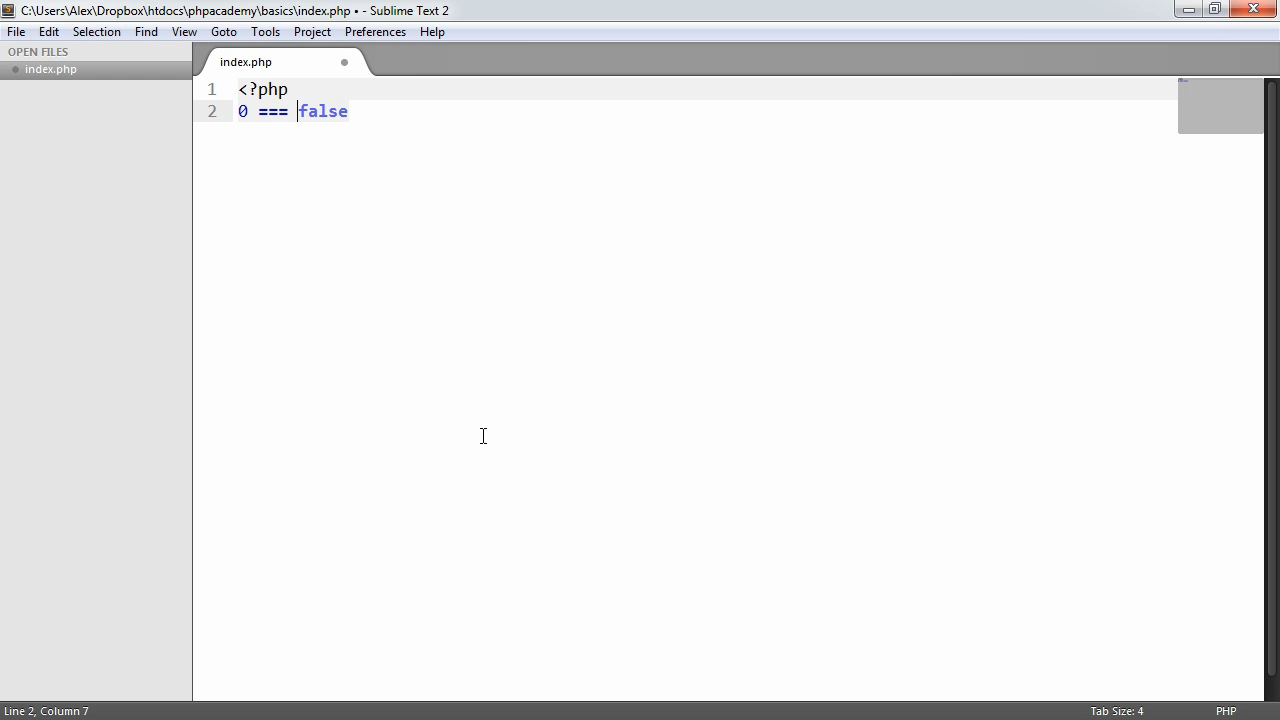 C:\Users\Alex\Dropbox\htdocs\phpacademy\basics\index.php • - Sublime Text 2
File Edit Selection Find View Goto Tools Project Preferences Help
OPEN FILES
index.php
index.php
1 <?php
2 0 === false
Line 2, Column 7
Tab Size: 4
PHP